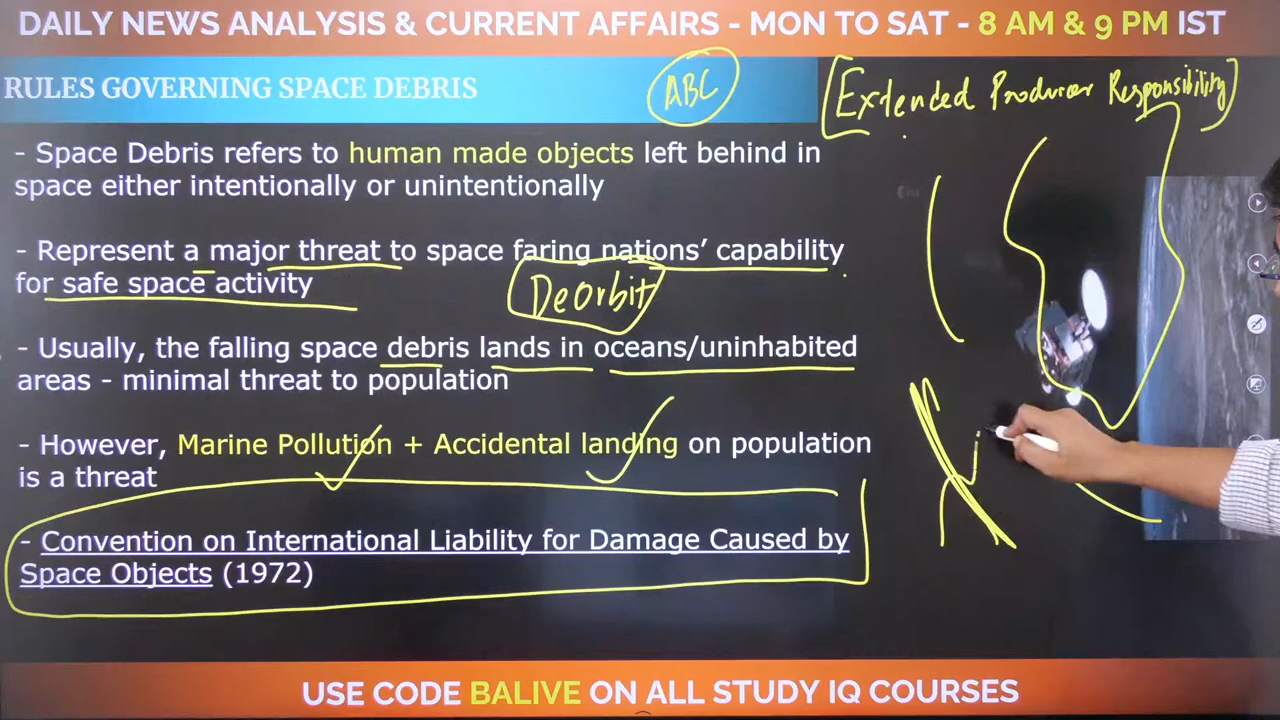 DAILY NEWS ANALYSIS & CURRENT AFFAIRS - MON TO SAT - 8 AM & 9 PM IST
RULES GOVERNING SPACE DEBRIS
ABC
[Extended Producer Responsibility]
- Space Debris refers to human made objects left behind in
space either intentionally or unintentionally
- Represent a major threat to space faring nations' capability
for safe space activity
DeOrbit
- Usually, the falling space debris lands in oceans/uninhabited
areas - minimal threat to population
- However, Marine Pollution + Accidental landing on population
is a threat
- Convention on International Liability for Damage Caused by
Space Objects (1972)
USE CODE BALIVE ON ALL STUDY IQ COURSES